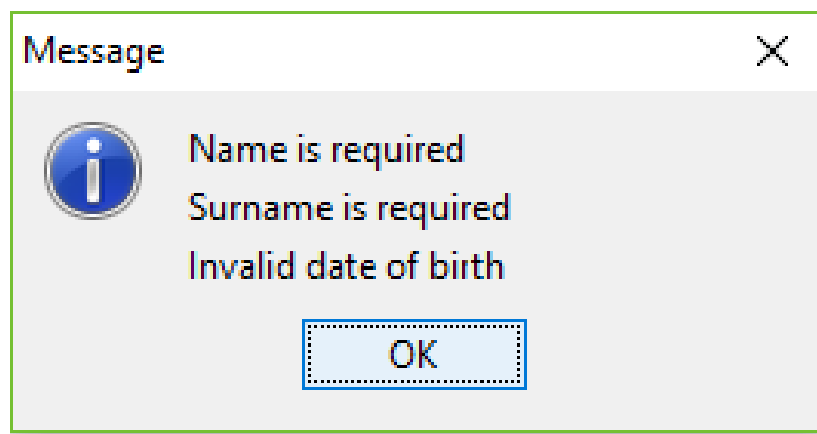 Message
Name is required
Surname is required
Invalid date of birth
OK